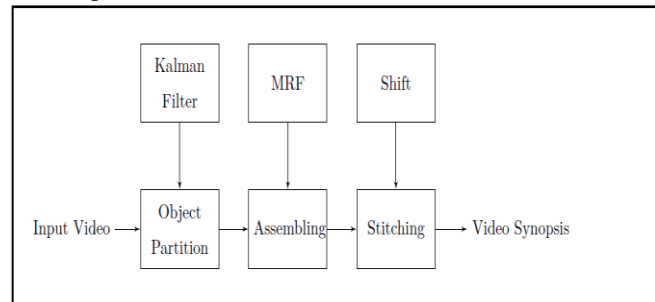 Kalman
Filter
MRF
Shift
Input Video
Object
Partition
Assembling
Stitching
Video Synopsis